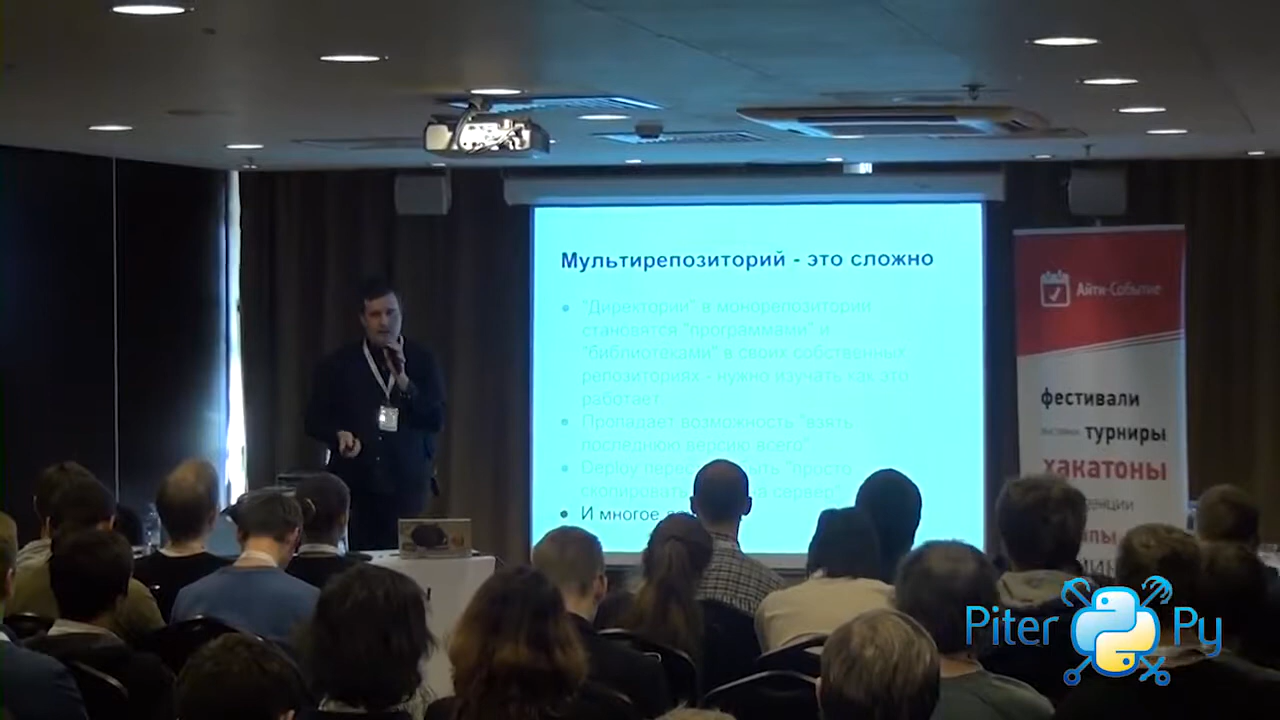 Мультирепозиторий - это сложно
"Директории" в монорепозитории
становятся "программами" и
"библиотеками" в своих собственных
репозиториях - нужно изучать как это
работает
Пропадает возможность "взять
последнюю версию всего"
Deploy просто
скопировать сервер"
И многое
Айти-Событие
фестивали
турниры
хакатоны
Piter Py